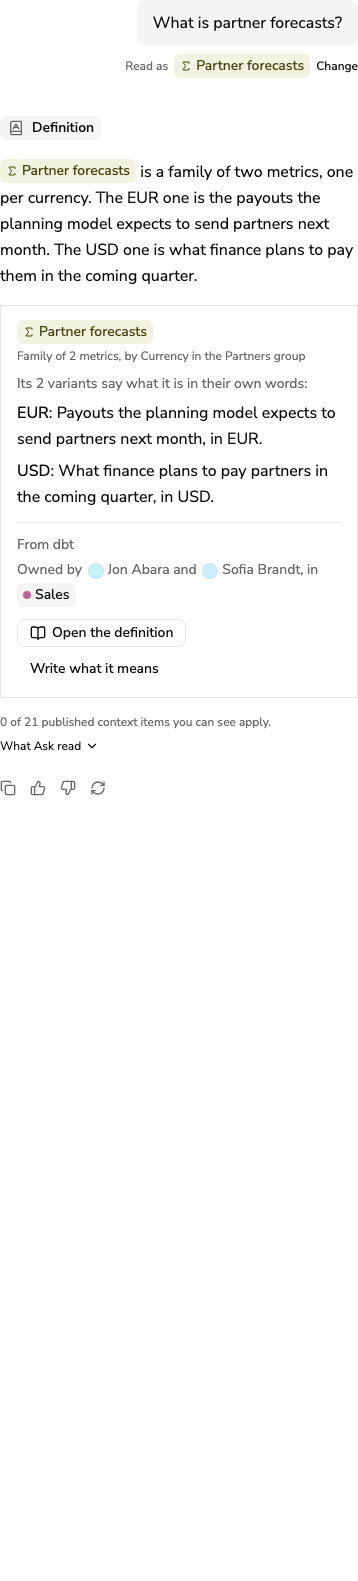 What is partner forecasts?
Read as Partner forecasts Change
Definition
Partner forecasts is a family of two metrics, one
per currency. The EUR one is the payouts the
planning model expects to send partners next
month. The USD one is what finance plans to pay
them in the coming quarter.
Partner forecasts
Family of 2 metrics, by Currency in the Partners group
Its 2 variants say what it is in their own words:
EUR: Payouts the planning model expects to
send partners next month, in EUR.
USD: What finance plans to pay partners in
the coming quarter, in USD.
From dbt
Owned by Jon Abara and Sofia Brandt, in
Sales
Open the definition
Write what it means
0 of 21 published context items you can see apply.
What Ask read